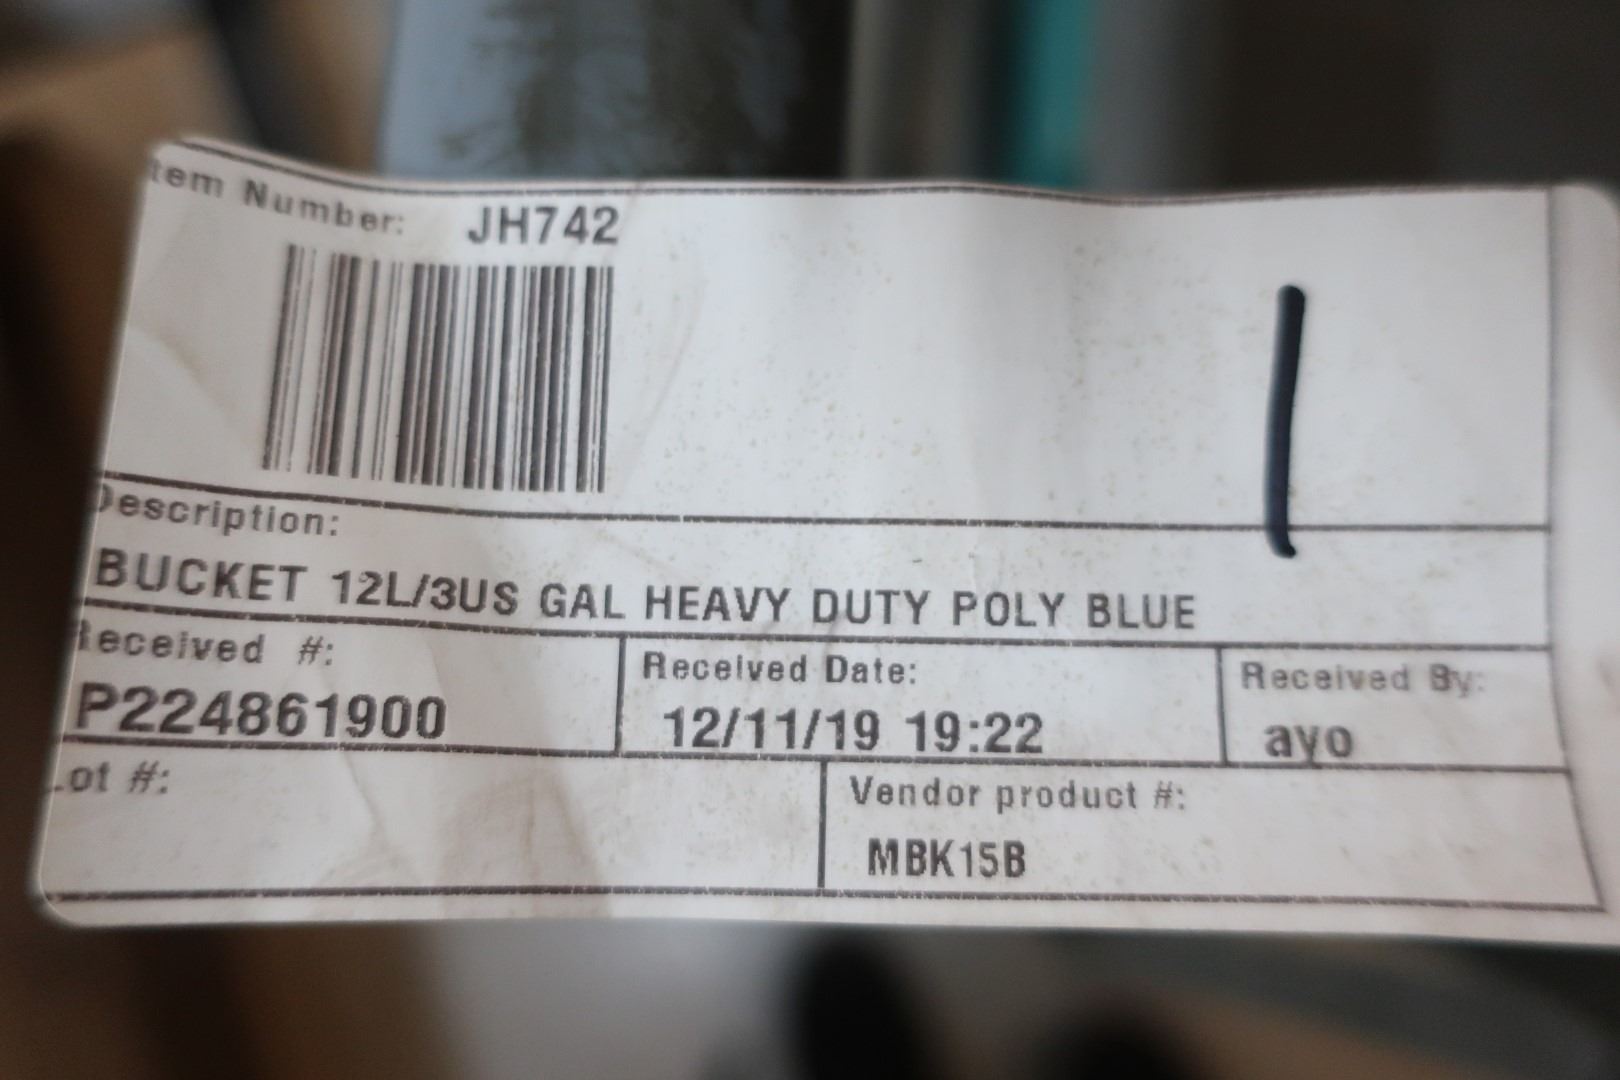 Item Number: JH742
1
Description:
BUCKET 12L/3US GAL HEAVY DUTY POLY BLUE
Received #:
P224861900
Received Date:
12/11/19 19:22
Received By:
ayo
Lot #:
Vendor product #:
MBK15B